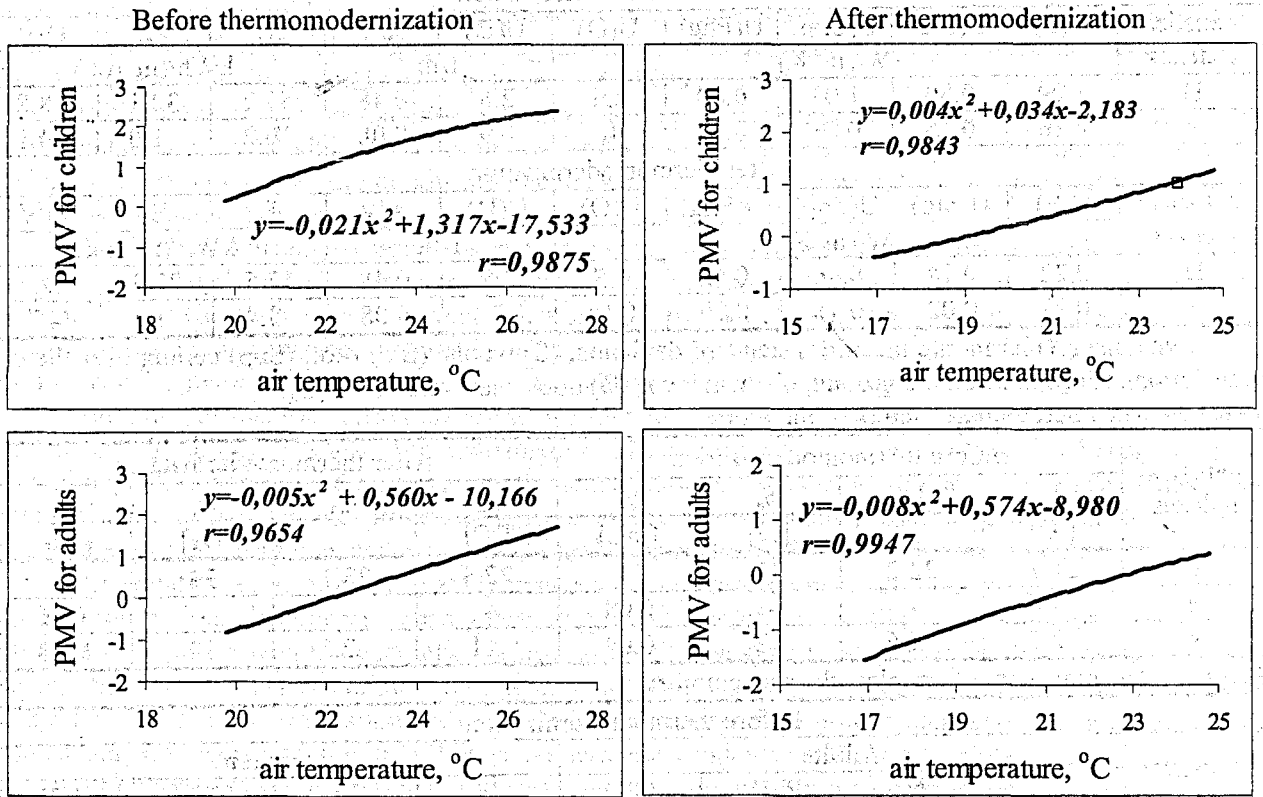 Before thermomodernization
After thermomodernization
PMV for children
3
2
1
0
-1
-2
y=-0,021x²+1,317x-17,533
r=0,9875
18 20 22 24 26 28
air temperature, °C
PMV for children
3
2
1
0
-1
y=0,004x²+0,034x-2,183
r=0,9843
15 17 19 21 23 25
air temperature, °C
PMV for adults
3
2
1
0
-1
-2
y=-0,005x² + 0,560x - 10,166
r=0,9654
18 20 22 24 26 28
air temperature, °C
PMV for adults
2
1
0
-1
-2
y=-0,008x²+0,574x-8,980
r=0,9947
15 17 19 21 23 25
air temperature, °C